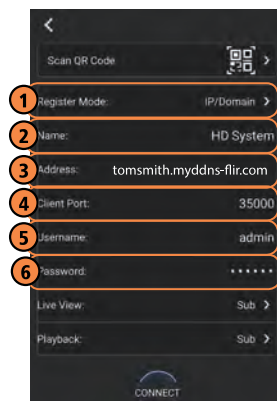 Scan QR Code
1 Register Mode: IP/Domain
2 Name: HD System
3 Address: tomsmith.myddns-flir.com
4 Client Port: 35000
5 Username: admin
6 Password: ••••••
Live View: Sub
Playback: Sub
CONNECT